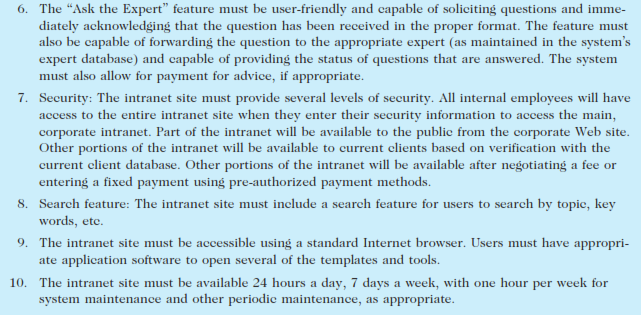 6. The “Ask the Expert” feature must be user-friendly and capable of soliciting questions and imme-
diately acknowledging that the question has been received in the proper format. The feature must
also be capable of forwarding the question to the appropriate expert (as maintained in the system’s
expert database) and capable of providing the status of questions that are answered. The system
must also allow for payment for advice, if appropriate.
7. Security: The intranet site must provide several levels of security. All internal employees will have
access to the entire intranet site when they enter their security information to access the main,
corporate intranet. Part of the intranet will be available to the public from the corporate Web site.
Other portions of the intranet will be available to current clients based on verification with the
current client database. Other portions of the intranet will be available after negotiating a fee or
entering a fixed payment using pre-authorized payment methods.
8. Search feature: The intranet site must include a search feature for users to search by topic, key
words, etc.
9. The intranet site must be accessible using a standard Internet browser. Users must have appropri-
ate application software to open several of the templates and tools.
10. The intranet site must be available 24 hours a day, 7 days a week, with one hour per week for
system maintenance and other periodic maintenance, as appropriate.